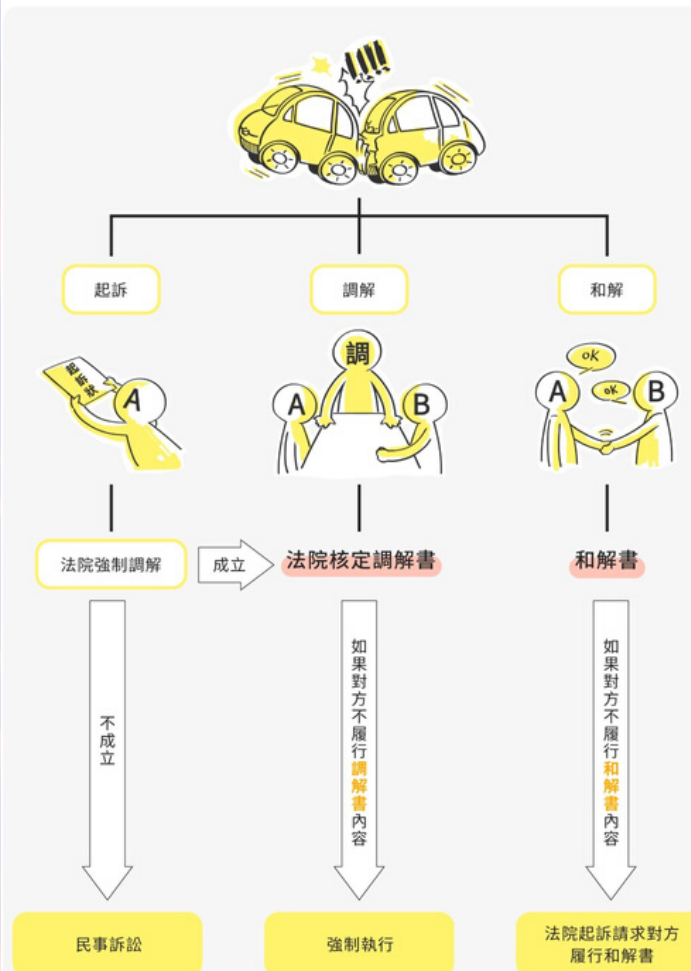 起訴
調解
和解
起訴狀
A
調
A
B
OK
OK
A
B
法院強制調解
成立
法院核定調解書
和解書
不成立
如果對方不履行調解書內容
如果對方不履行和解書內容
民事訴訟
強制執行
法院起訴請求對方
履行和解書